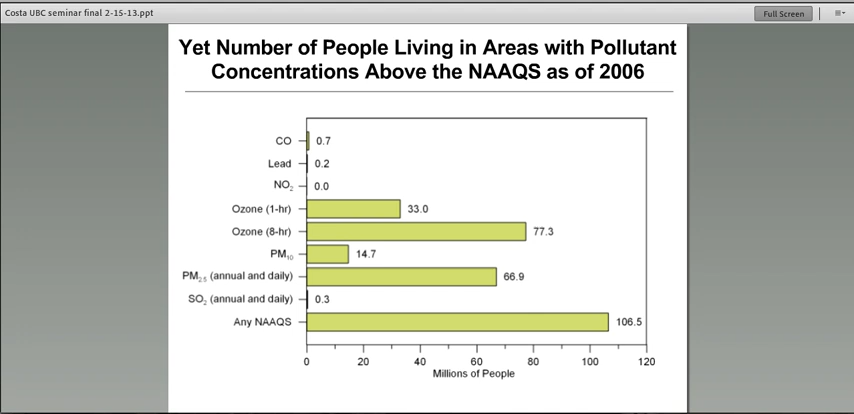 Costa UBC seminar final 2-15-13.ppt
Full Screen
Yet Number of People Living in Areas with Pollutant
Concentrations Above the NAAQS as of 2006
CO 0.7
Lead 0.2
NO₂ 0.0
Ozone (1-hr) 33.0
Ozone (8-hr) 77.3
PM₁₀ 14.7
PM₂.₅ (annual and daily) 66.9
SO₂ (annual and daily) 0.3
Any NAAQS 106.5
0 20 40 60 80 100 120
Millions of People